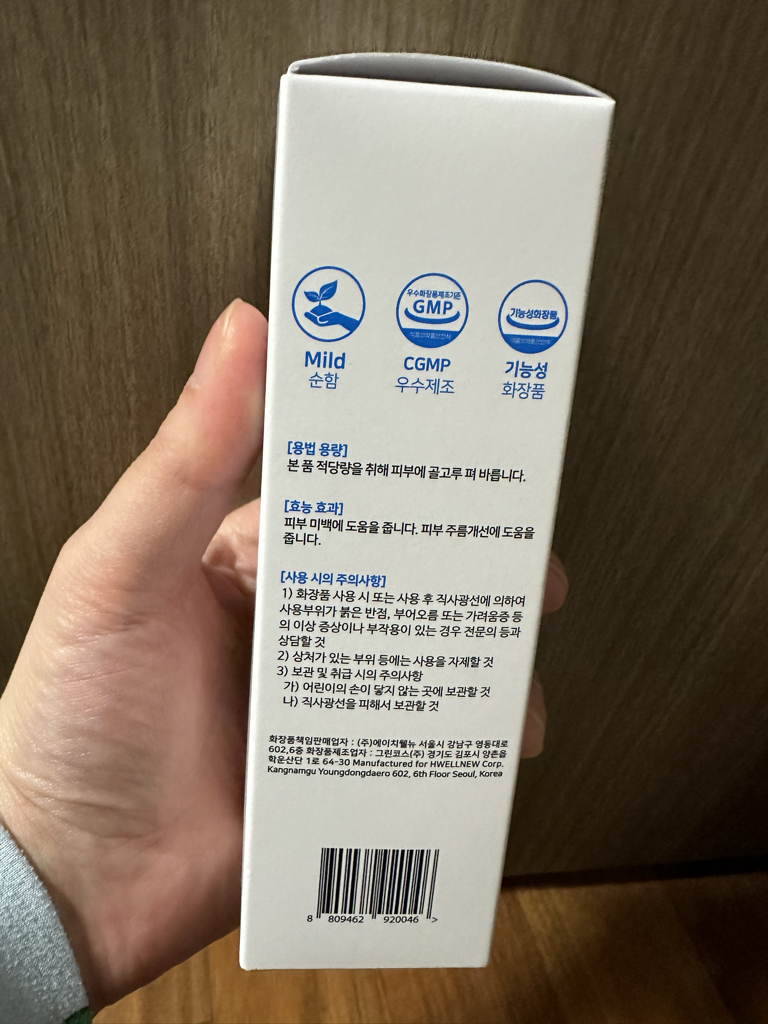 우수화장품제조기준
GMP
식품의약품안전처
기능성화장품
식품의약품안전처
Mild
순함
CGMP
우수제조
기능성
화장품
[용법 용량]
본 품 적당량을 취해 피부에 골고루 펴 바릅니다.
[효능 효과]
피부 미백에 도움을 줍니다. 피부 주름개선에 도움을
줍니다.
[사용 시의 주의사항]
1) 화장품 사용 시 또는 사용 후 직사광선에 의하여
사용부위가 붉은 반점, 부어오름 또는 가려움증 등
의 이상 증상이나 부작용이 있는 경우 전문의 등과
상담할 것
2) 상처가 있는 부위 등에는 사용을 자제할 것
3) 보관 및 취급 시의 주의사항
가) 어린이의 손이 닿지 않는 곳에 보관할 것
나) 직사광선을 피해서 보관할 것
화장품책임판매업자 : (주)에이치웰뉴 서울시 강남구 영동대로
602,6층 화장품제조업자 : 그린코스(주) 경기도 김포시 양촌읍
학운산단 1로 64-30 Manufactured for HWELLNEW Corp.
Kangnamgu Youngdongdaero 602, 6th Floor Seoul, Korea
8 809462 920046 >